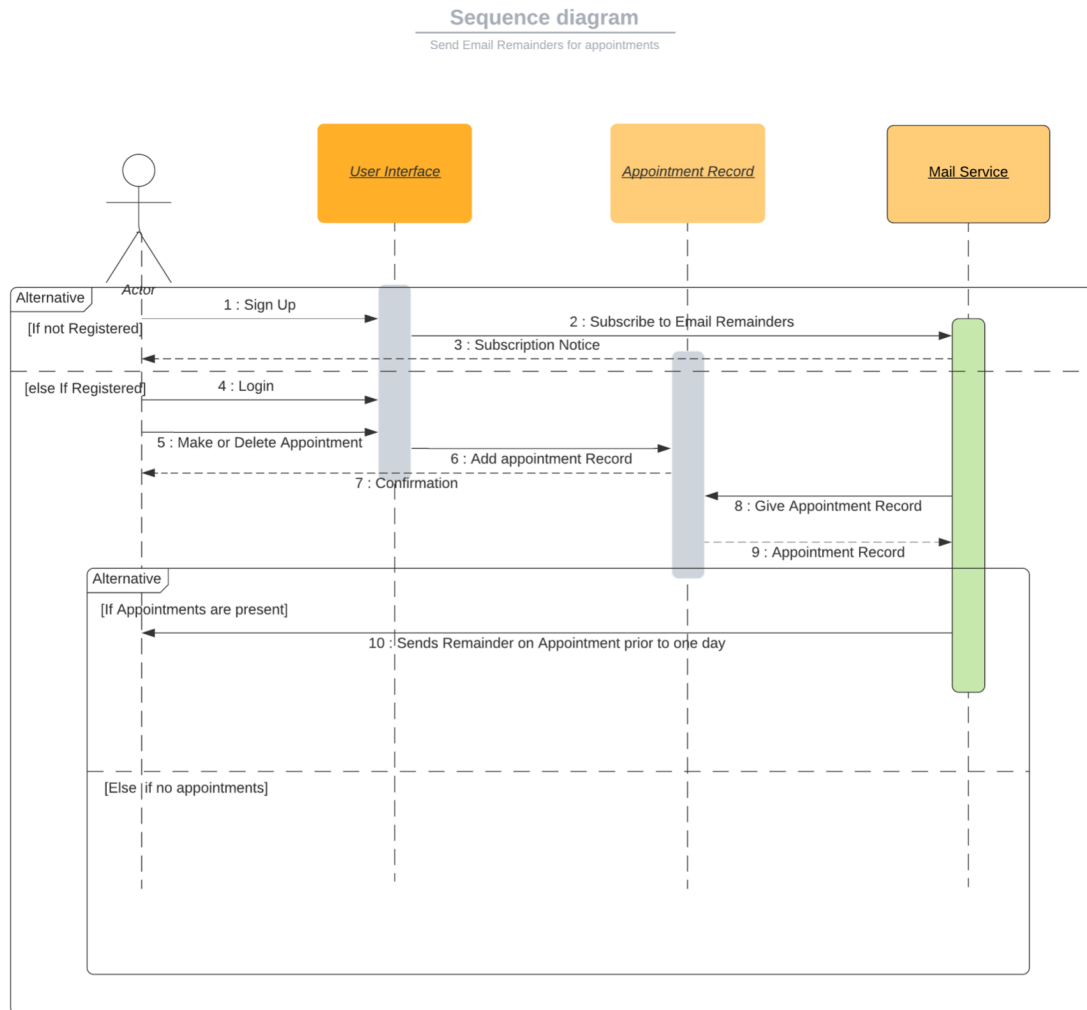 Sequence diagram
Send Email Remainders for appointments
User Interface
Appointment Record
Mail Service
Actor
Alternative
1 : Sign Up
[If not Registered]
2 : Subscribe to Email Remainders
3 : Subscription Notice
[else If Registered]
4 : Login
5 : Make or Delete Appointment
6 : Add appointment Record
7 : Confirmation
8 : Give Appointment Record
9 : Appointment Record
Alternative
[If Appointments are present]
10 : Sends Remainder on Appointment prior to one day
[Else if no appointments]